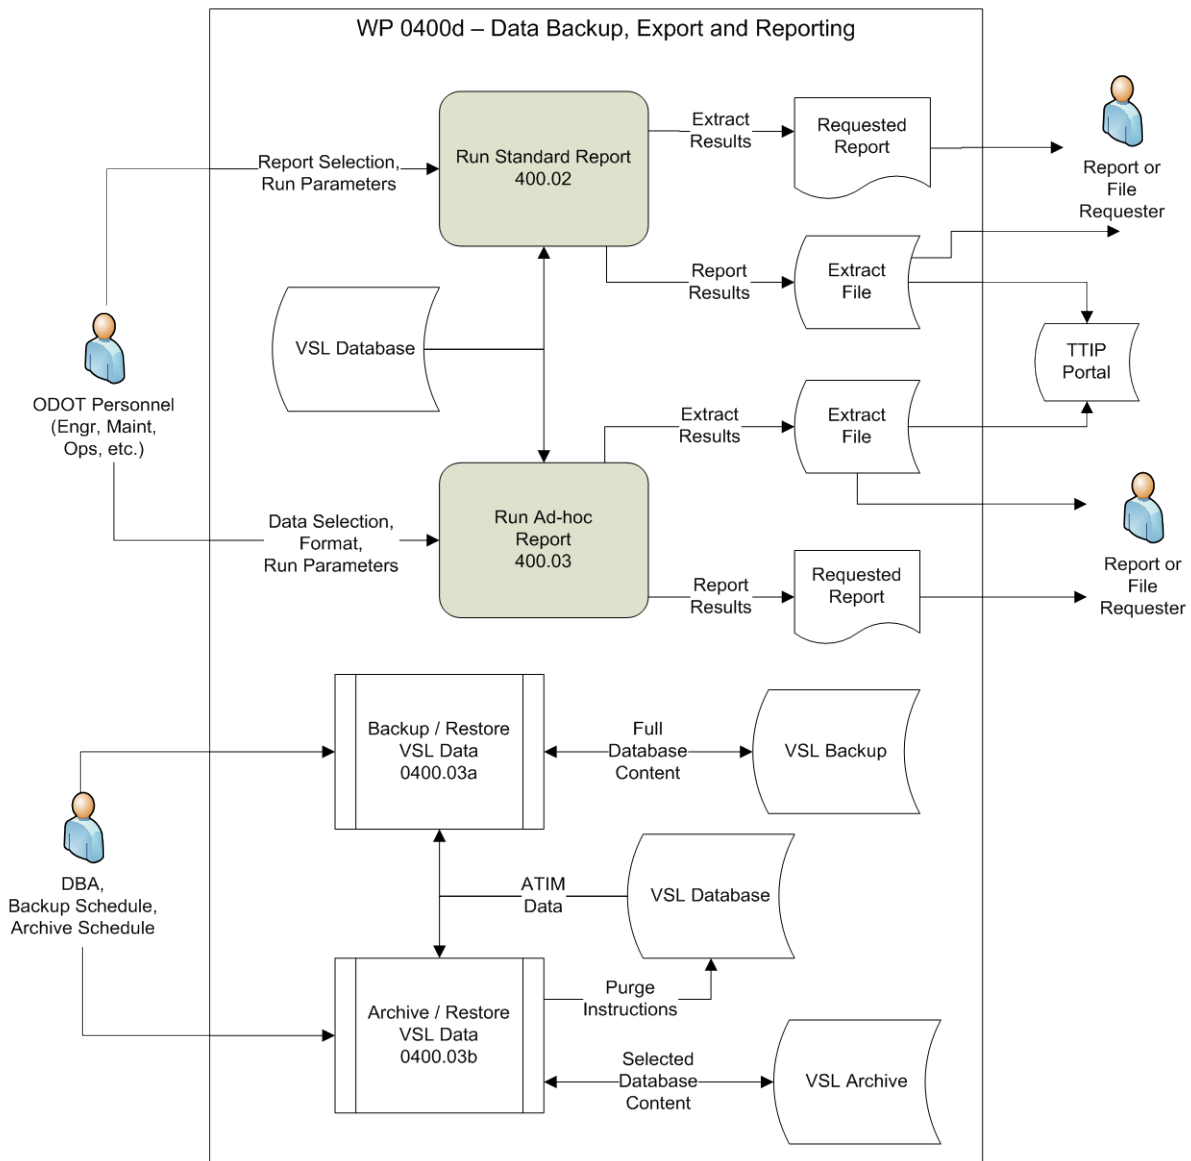 WP 0400d – Data Backup, Export and Reporting
Run Standard Report
400.02
Extract
Results
Requested
Report
Report or
File
Requester
Report Selection,
Run Parameters
Report
Results
Extract
File
VSL Database
TTIP
Portal
ODOT Personnel
(Engr, Maint,
Ops, etc.)
Extract
Results
Extract
File
Data Selection,
Format,
Run Parameters
Run Ad-hoc
Report
400.03
Report
Results
Requested
Report
Report or
File
Requester
Backup / Restore
VSL Data
0400.03a
Full
Database
Content
VSL Backup
DBA,
Backup Schedule,
Archive Schedule
ATIM
Data
VSL Database
Purge
Instructions
Archive / Restore
VSL Data
0400.03b
Selected
Database
Content
VSL Archive